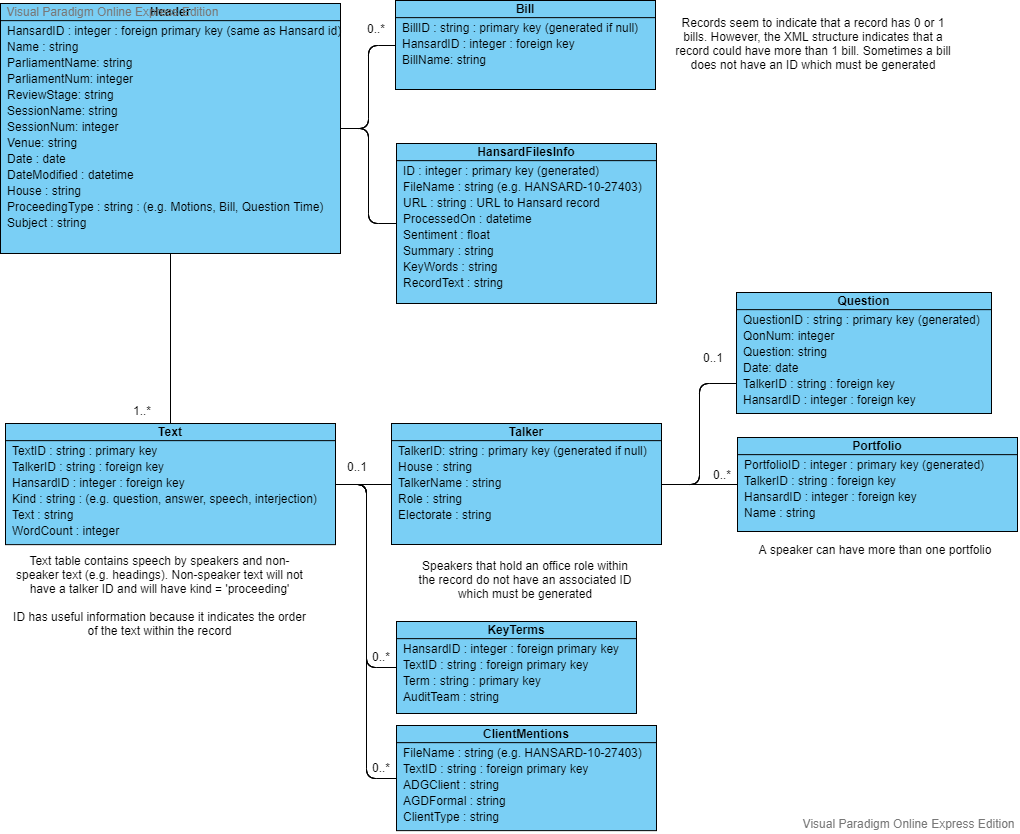 Visual Paradigm Online Express Edition
Header
HansardID : integer : foreign primary key (same as Hansard id)
Name : string
ParliamentName: string
ParliamentNum: integer
ReviewStage: string
SessionName: string
SessionNum: integer
Venue: string
Date : date
DateModified : datetime
House : string
ProceedingType : string : (e.g. Motions, Bill, Question Time)
Subject : string
0..*
Bill
BillID : string : primary key (generated if null)
HansardID : integer : foreign key
BillName: string
Records seem to indicate that a record has 0 or 1
bills. However, the XML structure indicates that a
record could have more than 1 bill. Sometimes a bill
does not have an ID which must be generated
HansardFilesInfo
ID : integer : primary key (generated)
FileName : string (e.g. HANSARD-10-27403)
URL : string : URL to Hansard record
ProcessedOn : datetime
Sentiment : float
Summary : string
KeyWords : string
RecordText : string
Question
QuestionID : string : primary key (generated)
QonNum: integer
Question: string
Date: date
TalkerID : string : foreign key
HansardID : integer : foreign key
0..1
1..*
Text
TextID : string : primary key
TalkerID : string : foreign key
HansardID : integer : foreign key
Kind : string : (e.g. question, answer, speech, interjection)
Text : string
WordCount : integer
0..1
Talker
TalkerID: string : primary key (generated if null)
House : string
TalkerName : string
Role : string
Electorate : string
0..*
Portfolio
PortfolioID : integer : primary key (generated)
TalkerID : string : foreign key
HansardID : integer : foreign key
Name : string
A speaker can have more than one portfolio
Text table contains speech by speakers and non-
speaker text (e.g. headings). Non-speaker text will not
have a talker ID and will have kind = 'proceeding'
ID has useful information because it indicates the order
of the text within the record
Speakers that hold an office role within
the record do not have an associated ID
which must be generated
0..*
KeyTerms
HansardID : integer : foreign primary key
TextID : string : foreign primary key
Term : string : primary key
AuditTeam : string
0..*
ClientMentions
FileName : string (e.g. HANSARD-10-27403)
TextID : string : foreign primary key
ADGClient : string
AGDFormal : string
ClientType : string
Visual Paradigm Online Express Edition